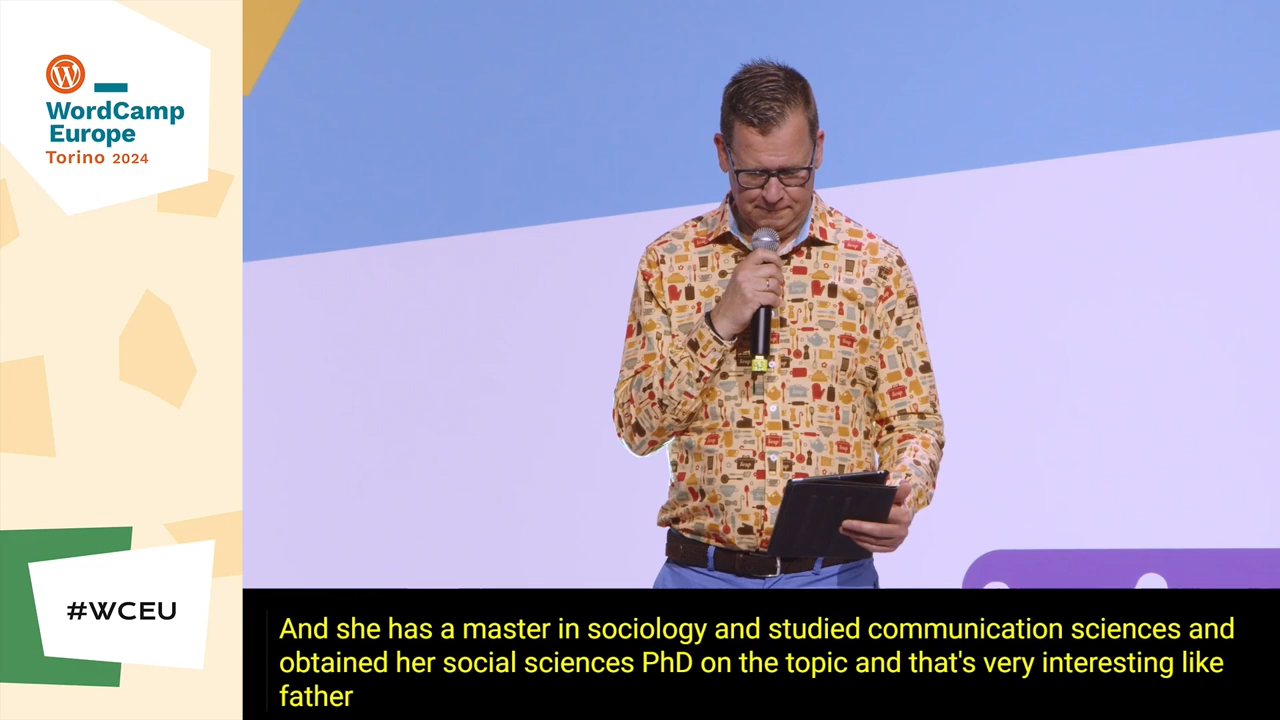 WordCamp
Europe
Torino 2024
#WCEU
And she has a master in sociology and studied communication sciences and
obtained her social sciences PhD on the topic and that's very interesting like
father